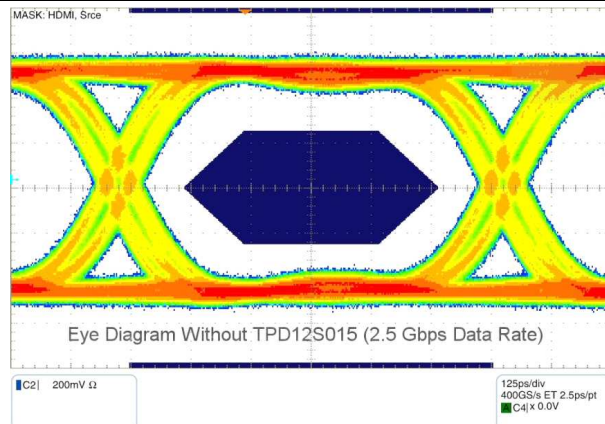 MASK: HDMI, Srce
Eye Diagram Without TPD12S015 (2.5 Gbps Data Rate)
C2 200mV Ω
125ps/div
400GS/s ET 2.5ps/pt
A C4 x 0.0V